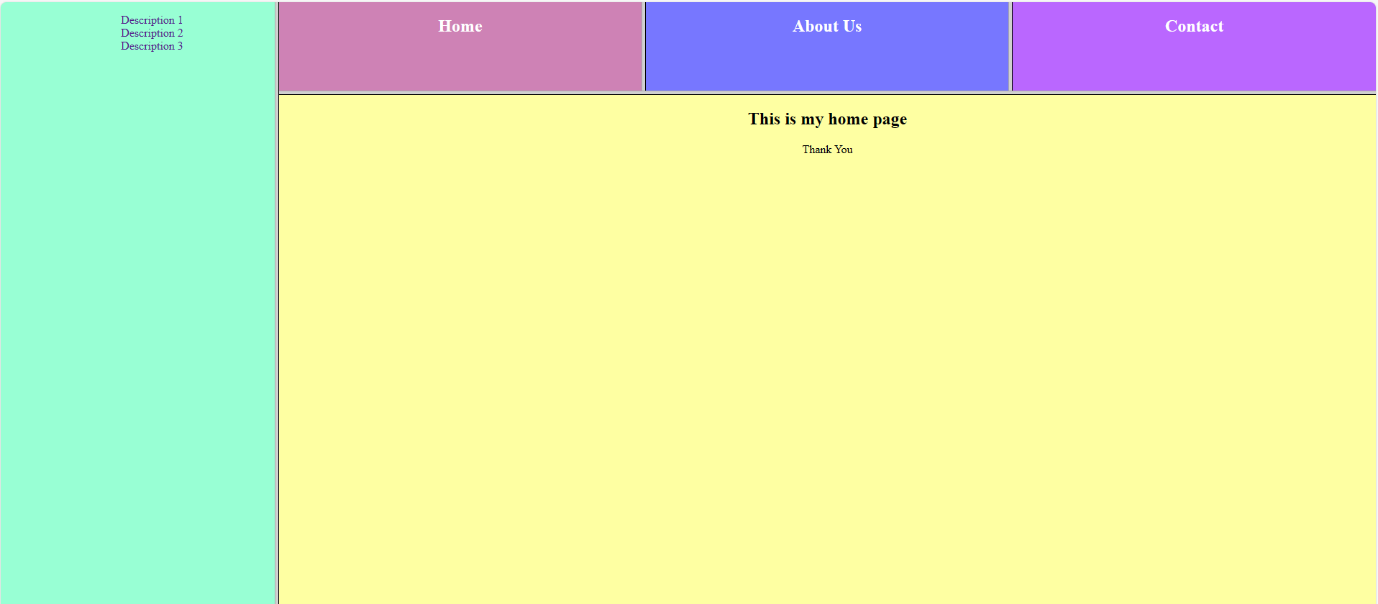 Description 1
Description 2
Description 3
Home
About Us
Contact
This is my home page
Thank You